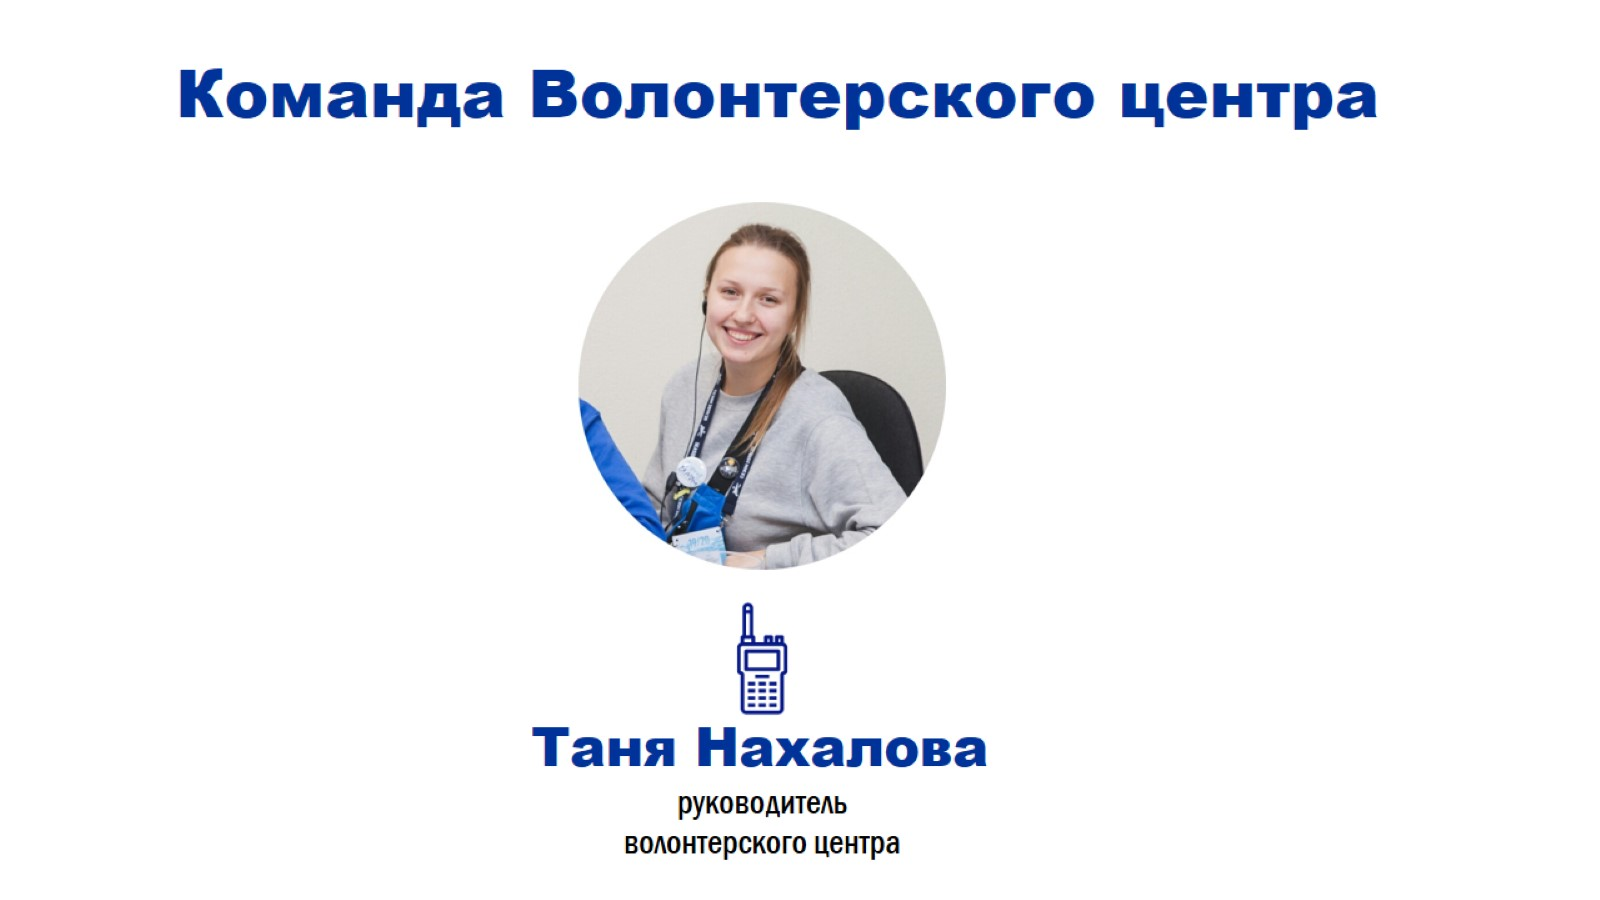 Команда Волонтерского центра
Таня Нахалова
руководитель
волонтерского центра